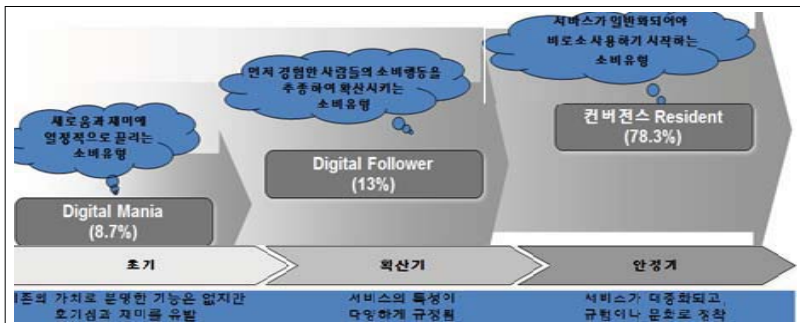 서비스가 일반화되어야
비로소 사용하기 시작하는
소비유형
먼저 경험한 사람들의 소비행동을
추종하여 확산시키는
소비유형
새로움과 재미에
열정적으로 끌리는
소비유형
컨버전스 Resident
(78.3%)
Digital Follower
(13%)
Digital Mania
(8.7%)
초기
확산기
안정기
가치로 분명한 기능은 없지만
호기심과 재미를 유발
서비스의 특성이
다양하게 규정됨
서비스가 대중화되고,
규범이나 문화로 정착